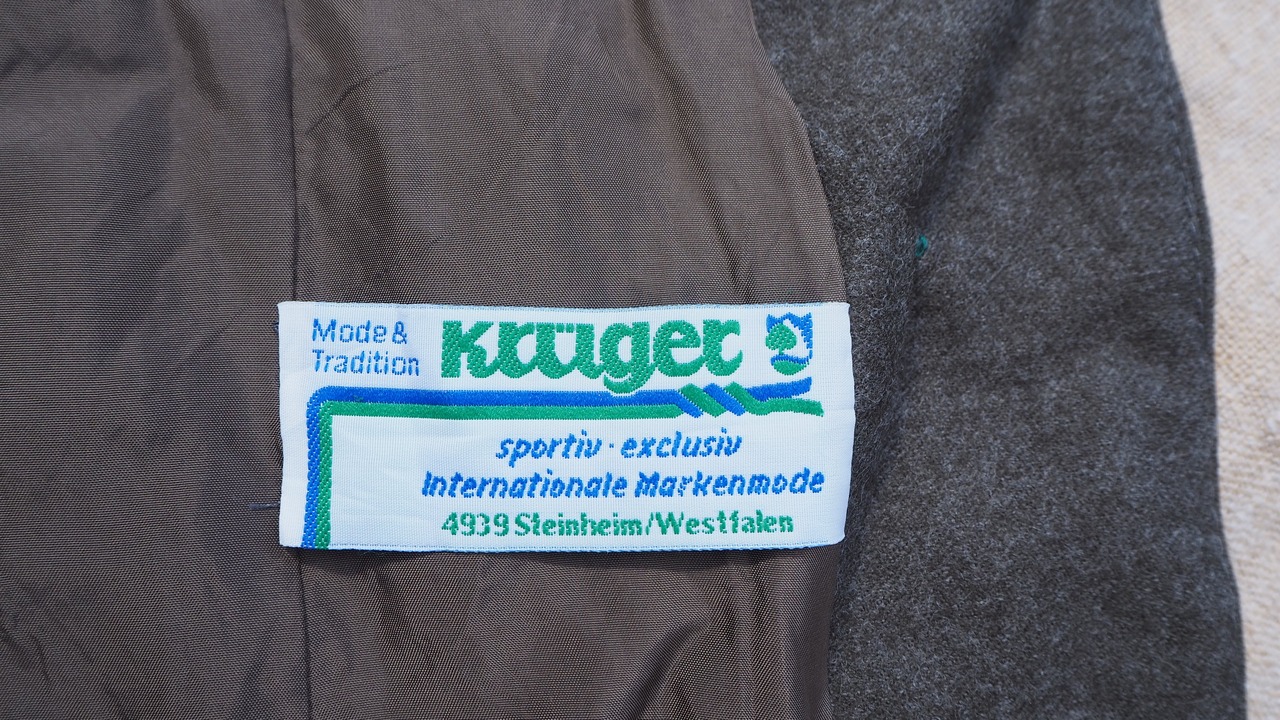 Mode &
Tradition
Krüger
sportiv · exclusiv
Internationale Markenmode
4939 Steinheim/Westfalen